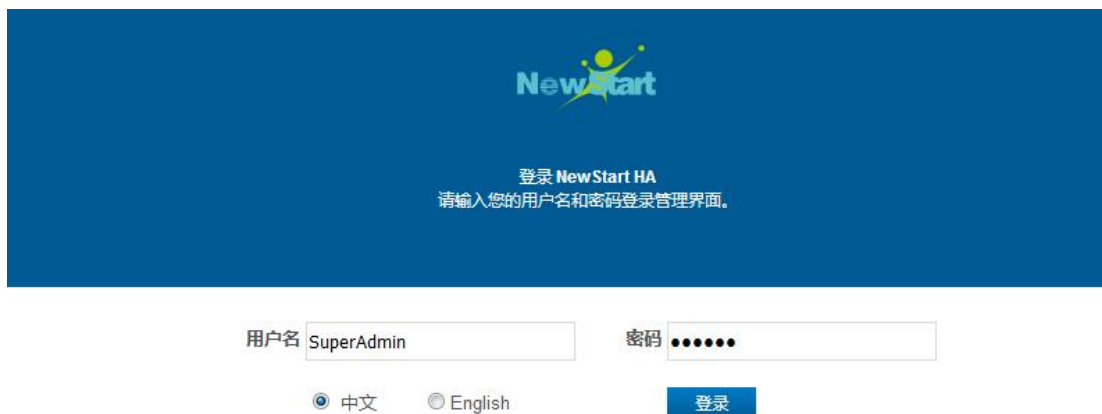 NewStart
登录 NewStart HA
请输入您的用户名和密码登录管理界面。
用户名 SuperAdmin 密码 ●●●●●●
中文 English 登录